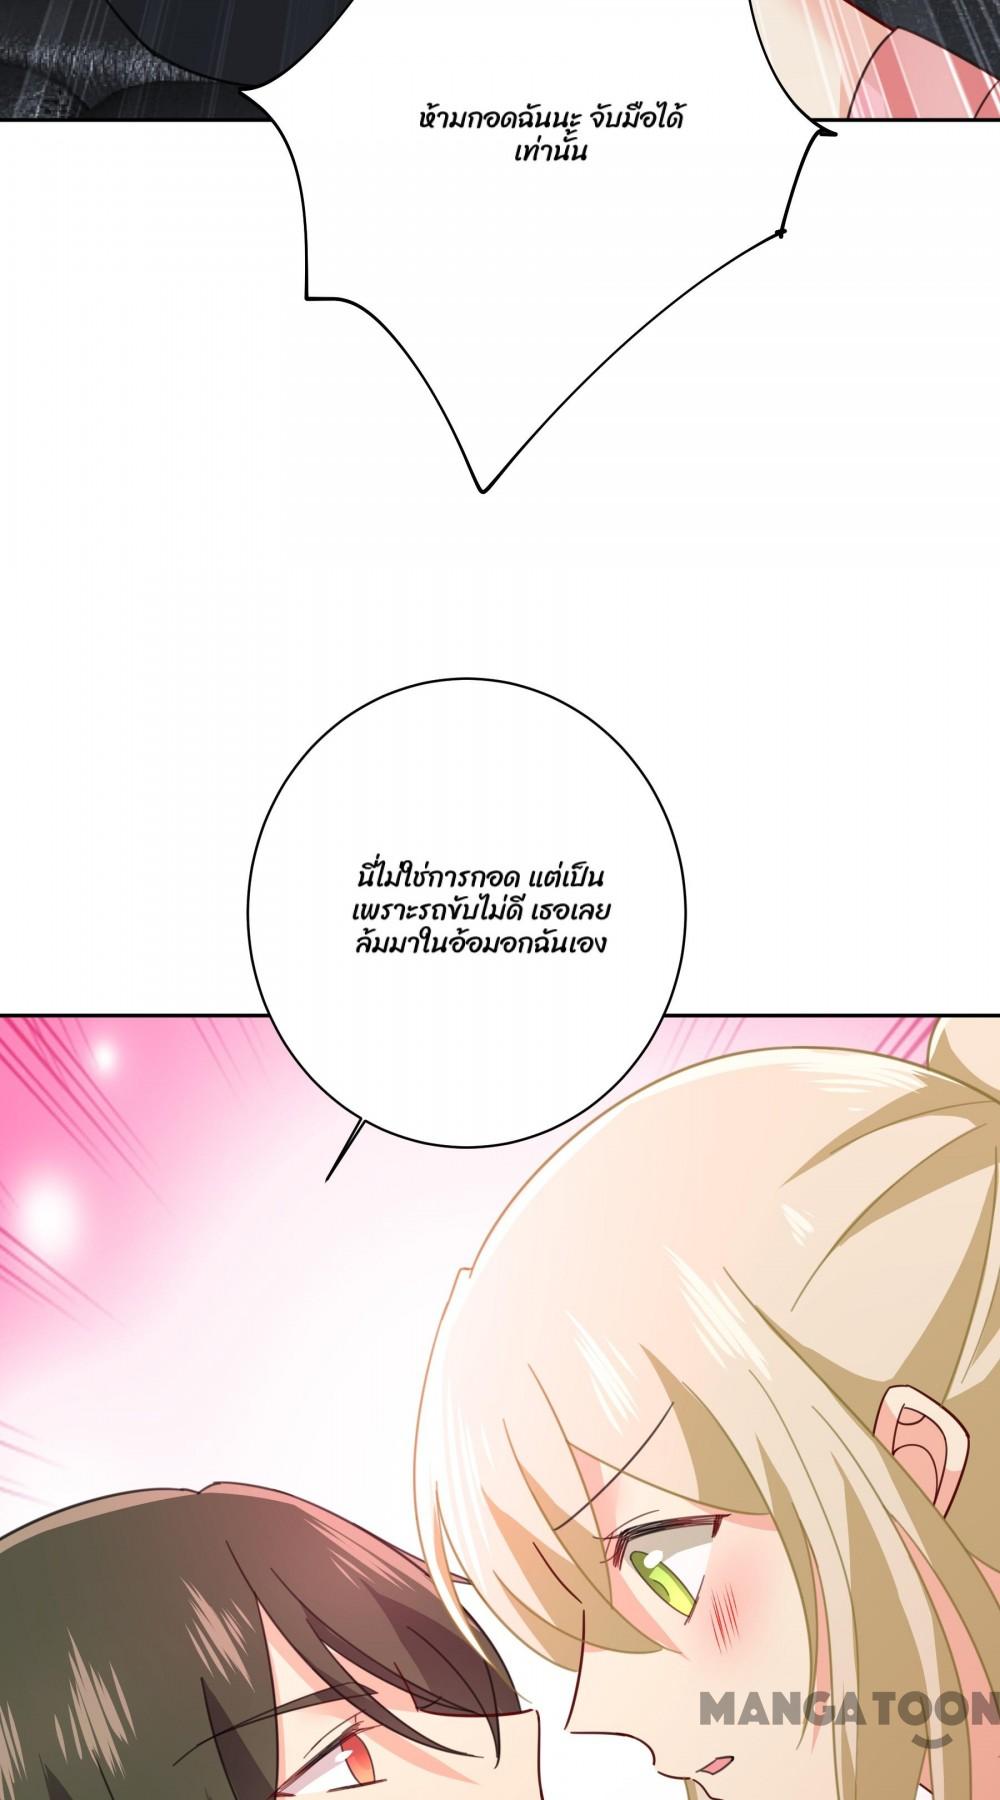 ห้ามกอดฉันนะ จับมือได้
เท่านั้น
นี่ไม่ใช่การกอด แต่เป็น
เพราะรถขับไม่ดี เธอเลย
ล้มมาในอ้อมอกฉันเอง
MANGATOON